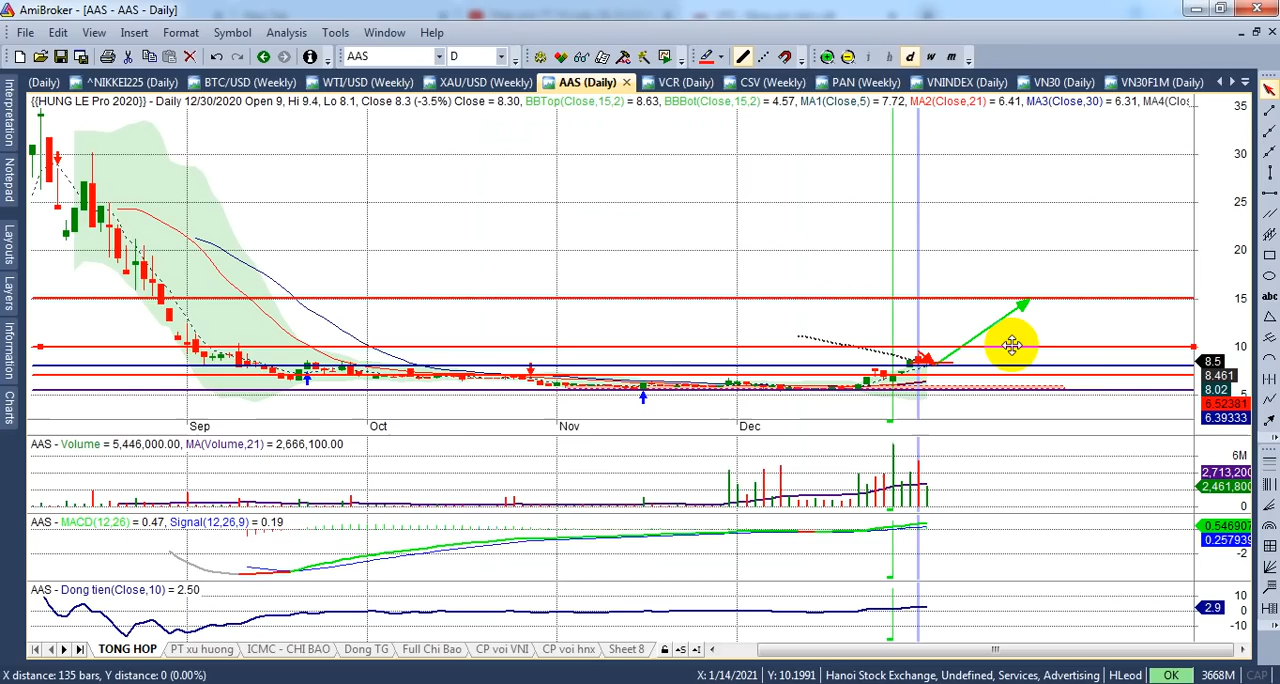 AmiBroker - [AAS - AAS - Daily]
File Edit View Insert Format Symbol Analysis Tools Window Help
AAS D i h d w m
(Daily) ^NIKKEI225 (Daily) BTC/USD (Weekly) WTI/USD (Weekly) XAU/USD (Weekly) AAS (Daily) VCR (Daily) CSV (Weekly) PAN (Weekly) VNINDEX (Daily) VN30 (Daily) VN30F1M (Daily)
{{HUNG LE Pro 2020}} - Daily 12/30/2020 Open 9, Hi 9.4, Lo 8.1, Close 8.3 (-3.5%) Close = 8.30, BBTop(Close,15,2) = 8.63, BBBot(Close,15,2) = 4.57, MA1(Close,5) = 7.72, MA2(Close,21) = 6.41, MA3(Close,30) = 6.31, MA4(Clos
Interpretation
Notepad
Layouts
Layers
Information
Charts
abc
35
30
25
20
15
10
8.5
8.461
8.02
5
6.52381
6.39333
Sep Oct Nov Dec
AAS - Volume = 5,446,000.00, MA(Volume,21) = 2,666,100.00
6M
2,713,200
2,461,800
0
AAS - MACD(12,26) = 0.47, Signal(12,26,9) = 0.19
0.546907
0.257939
-2
AAS - Dong tien(Close,10) = 2.50
10
2.9
0
-10
TONG HOP PT xu huong ICMC - CHI BAO Dong TG Full Chi Bao CP voi VNI CP voi hnx Sheet 8
X distance: 135 bars, Y distance: 0 (0.00%) X: 1/14/2021 Y: 10.1991 Hanoi Stock Exchange, Undefined, Services, Advertising HLeod OK 3668M CAP